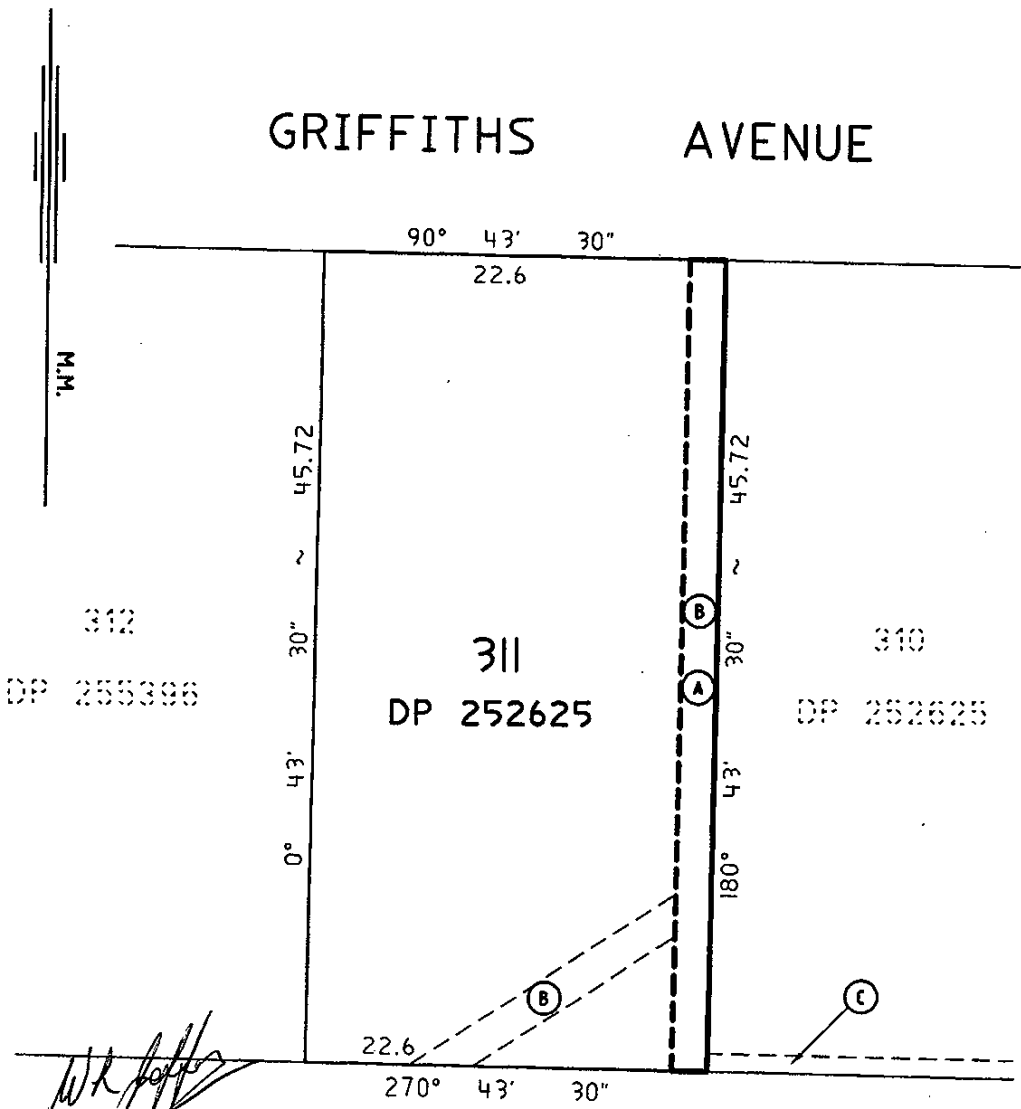 GRIFFITHS AVENUE
90° 43' 30"
22.6
M.M.
45.72
~
30"
43'
0°
45.72
~
30"
43'
180°
B
A
312
DP 255396
311
DP 252625
310
DP 252625
B
C
22.6
270° 43' 30"